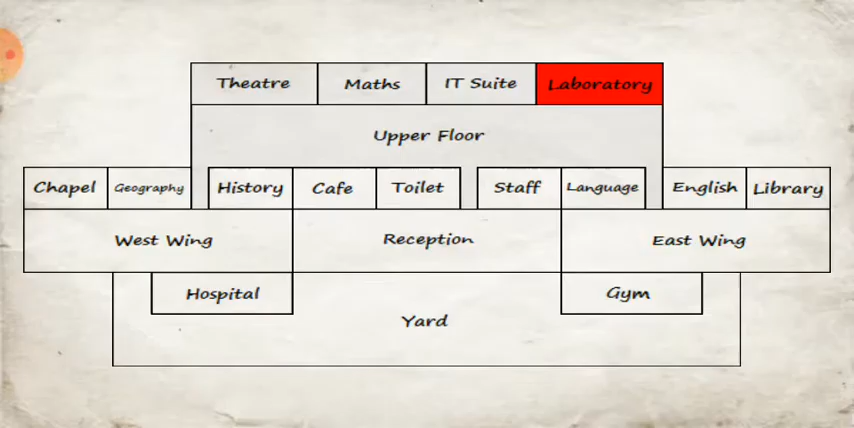 Theatre Maths IT Suite Laboratory
Upper Floor
Chapel Geography History Cafe Toilet Staff Language English Library
West Wing Reception East Wing
Hospital Gym
Yard